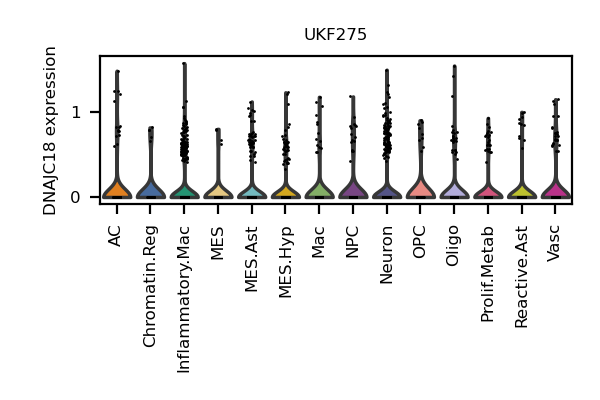 UKF275
DNAJC18 expression
1
0
AC
Chromatin.Reg
Inflammatory.Mac
MES
MES.Ast
MES.Hyp
Mac
NPC
Neuron
OPC
Oligo
Prolif.Metab
Reactive.Ast
Vasc